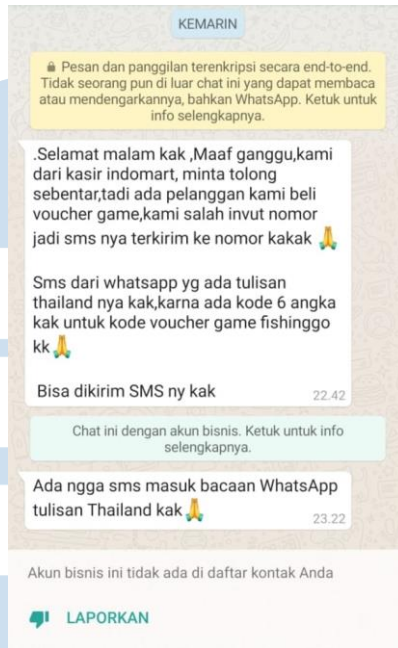 KEMARIN
Pesan dan panggilan terenkripsi secara end-to-end.
Tidak seorang pun di luar chat ini yang dapat membaca
atau mendengarkannya, bahkan WhatsApp. Ketuk untuk
info selengkapnya.
.Selamat malam kak ,Maaf ganggu,kami
dari kasir indomart, minta tolong
sebentar,tadi ada pelanggan kami beli
voucher game,kami salah invut nomor
jadi sms nya terkirim ke nomor kakak 🙏
Sms dari whatsapp yg ada tulisan
thailand nya kak,karna ada kode 6 angka
kak untuk kode voucher game fishinggo
kk🙏
Bisa dikirim SMS ny kak
22.42
Chat ini dengan akun bisnis. Ketuk untuk info
selengkapnya.
Ada ngga sms masuk bacaan WhatsApp
tulisan Thailand kak🙏
23.22
Akun bisnis ini tidak ada di daftar kontak Anda
LAPORKAN